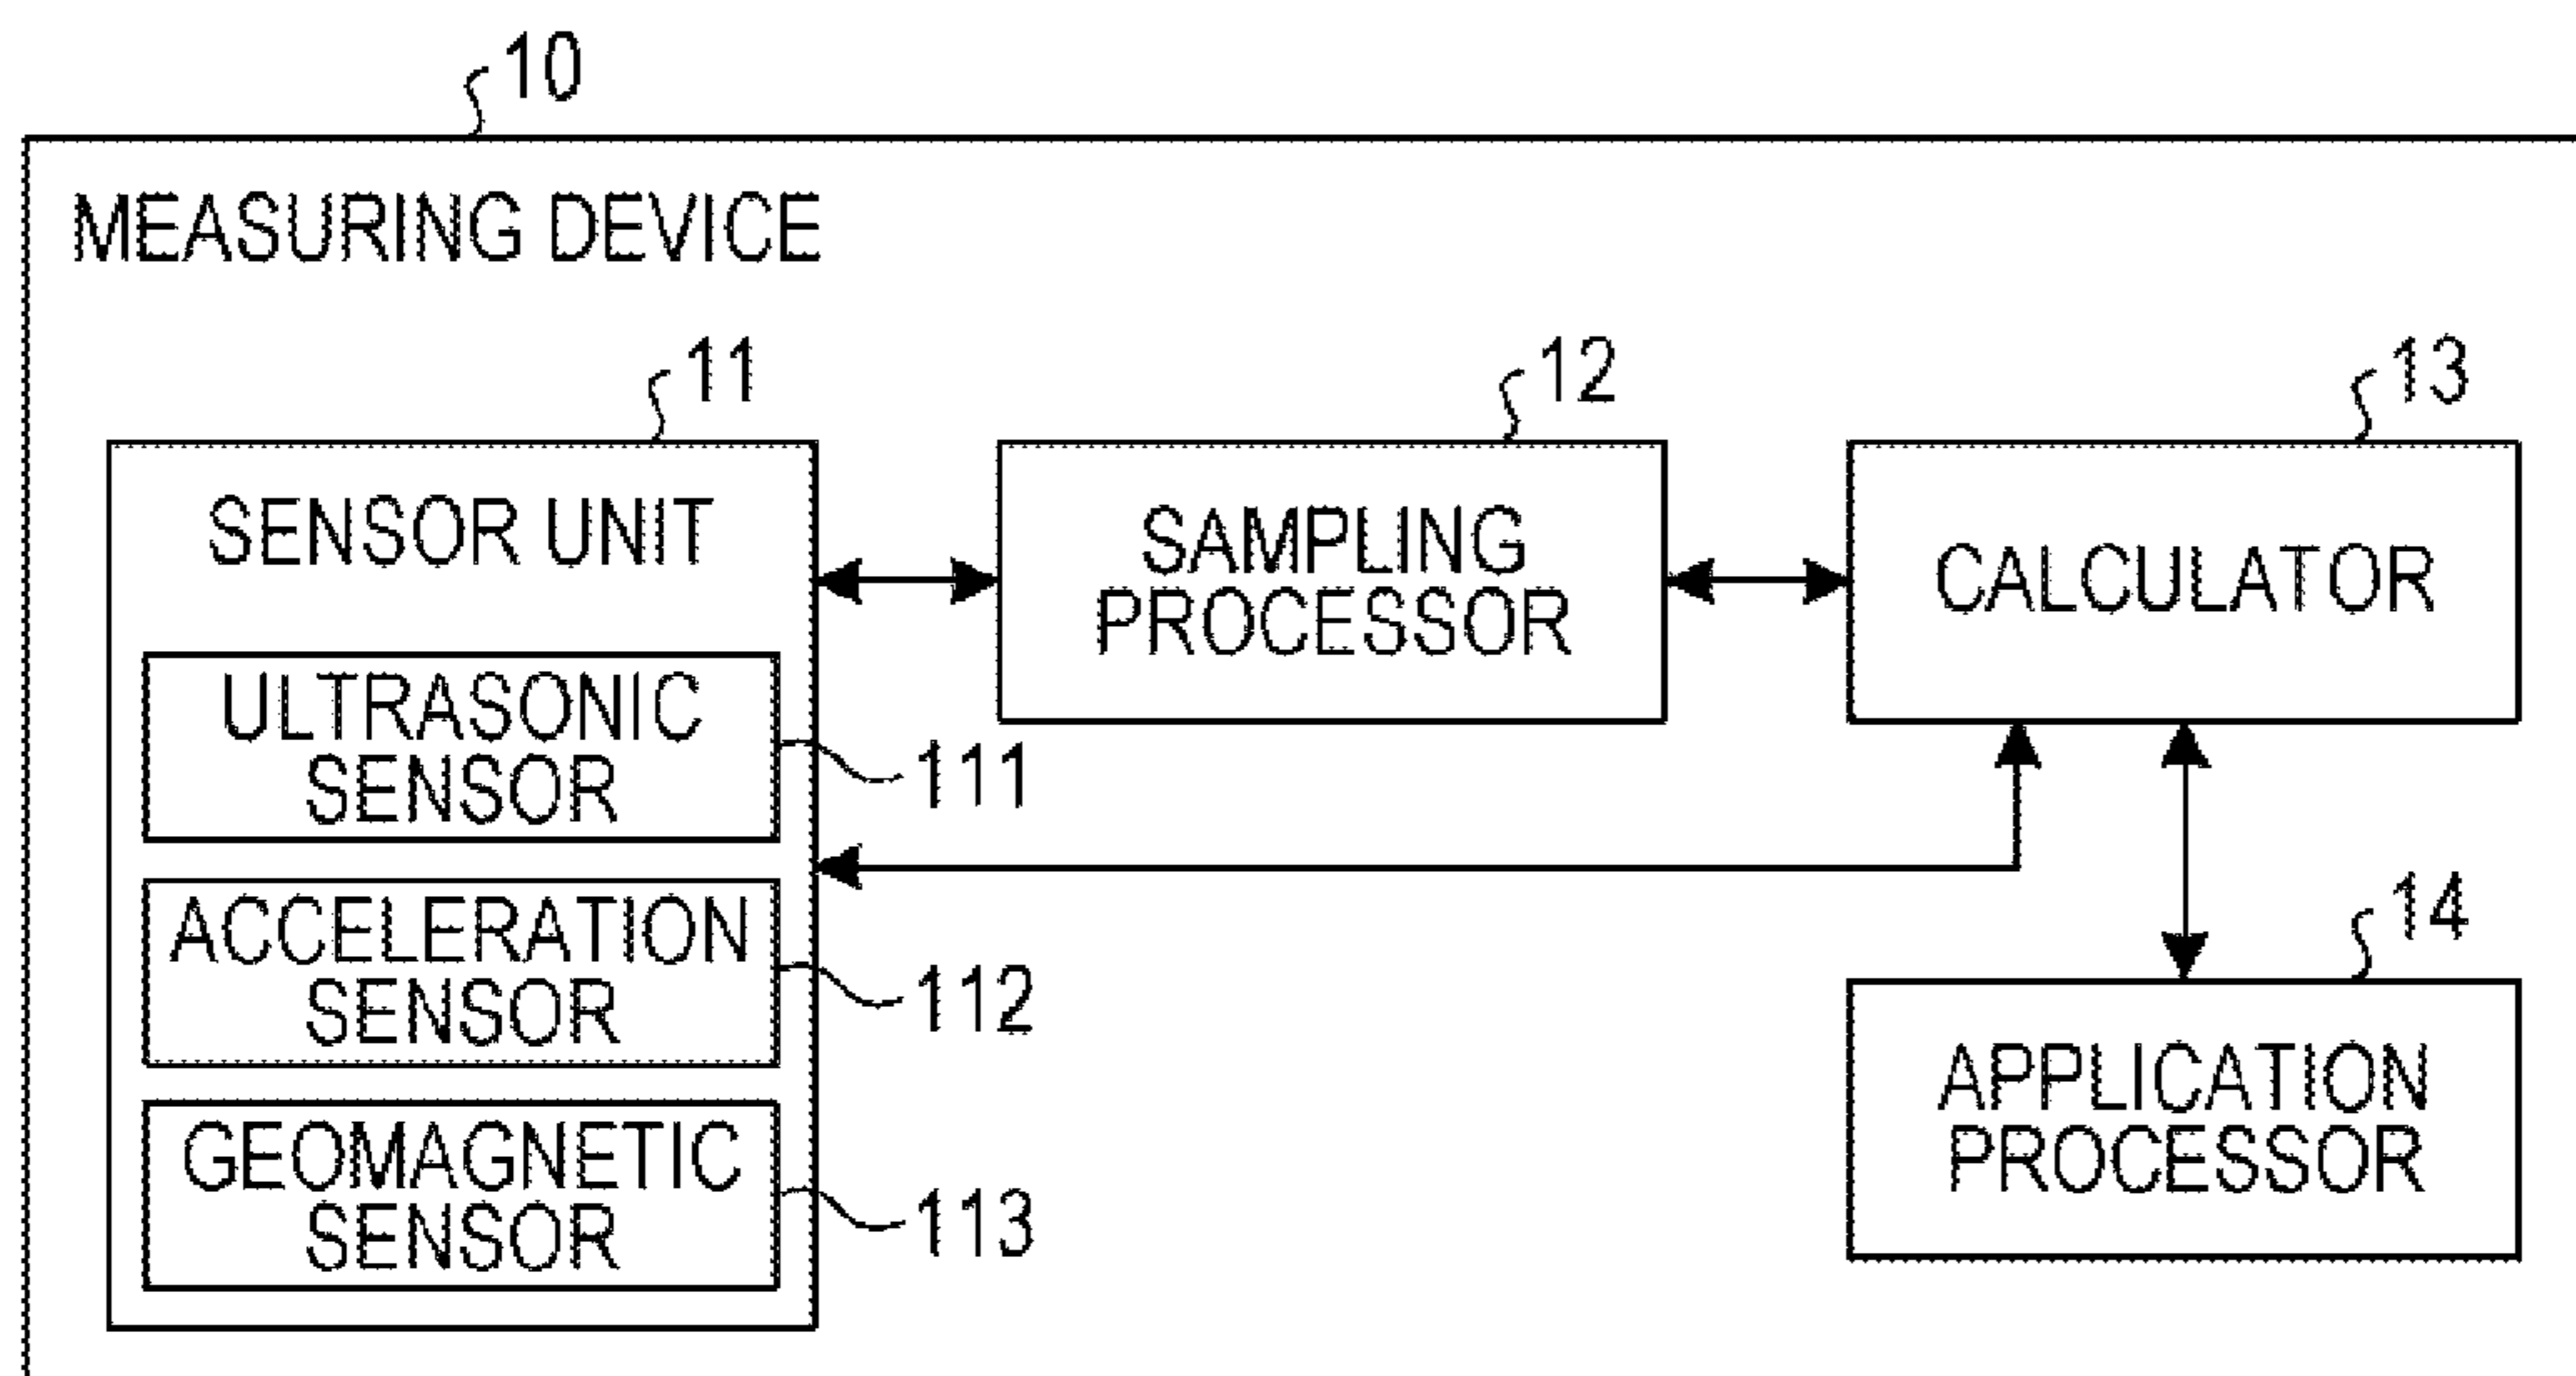 10
MEASURING DEVICE
11
12
13
SENSOR UNIT
SAMPLING
PROCESSOR
CALCULATOR
ULTRASONIC
SENSOR
111
ACCELERATION
SENSOR
112
14
APPLICATION
PROCESSOR
GEOMAGNETIC
SENSOR
113